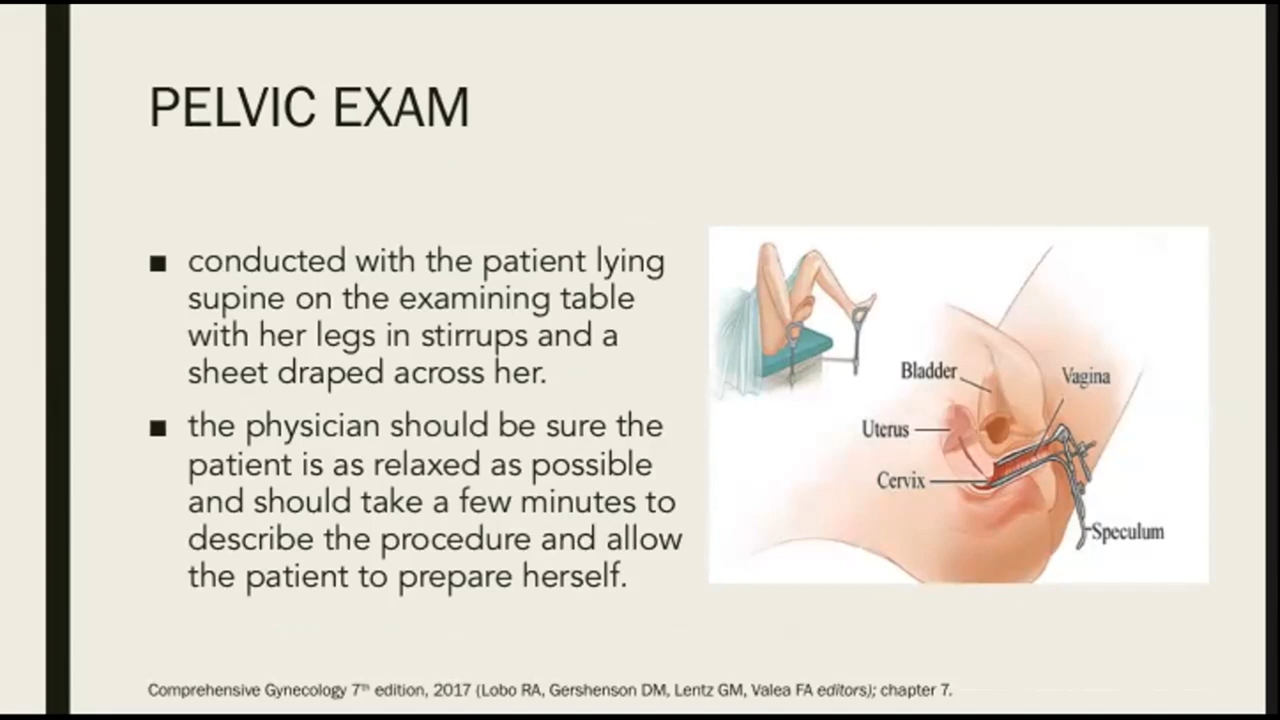 PELVIC EXAM
■ conducted with the patient lying
supine on the examining table
with her legs in stirrups and a
sheet draped across her.
■ the physician should be sure the
patient is as relaxed as possible
and should take a few minutes to
describe the procedure and allow
the patient to prepare herself.
Bladder
Vagina
Uterus
Cervix
Speculum
Comprehensive Gynecology 7th edition, 2017 (Lobo RA, Gershenson DM, Lentz GM, Valea FA editors); chapter 7.